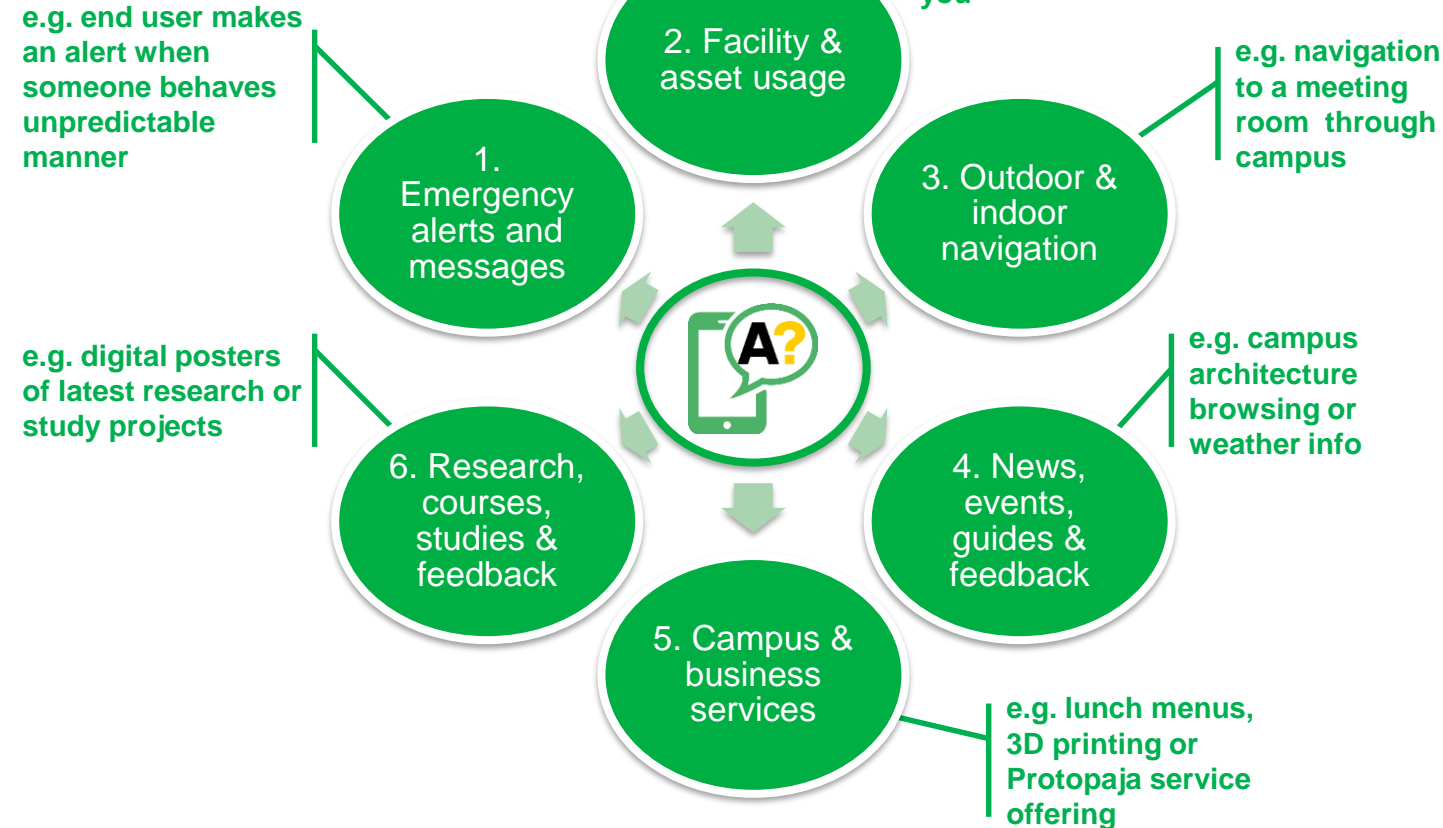 e.g. end user makes
an alert when
someone behaves
unpredictable
manner
you
2. Facility &
asset usage
e.g. navigation
to a meeting
room through
campus
1.
Emergency
alerts and
messages
3. Outdoor &
indoor
navigation
A?
e.g. digital posters
of latest research or
study projects
e.g. campus
architecture
browsing or
weather info
6. Research,
courses,
studies &
feedback
4. News,
events,
guides &
feedback
5. Campus &
business
services
e.g. lunch menus,
3D printing or
Protopaja service
offering